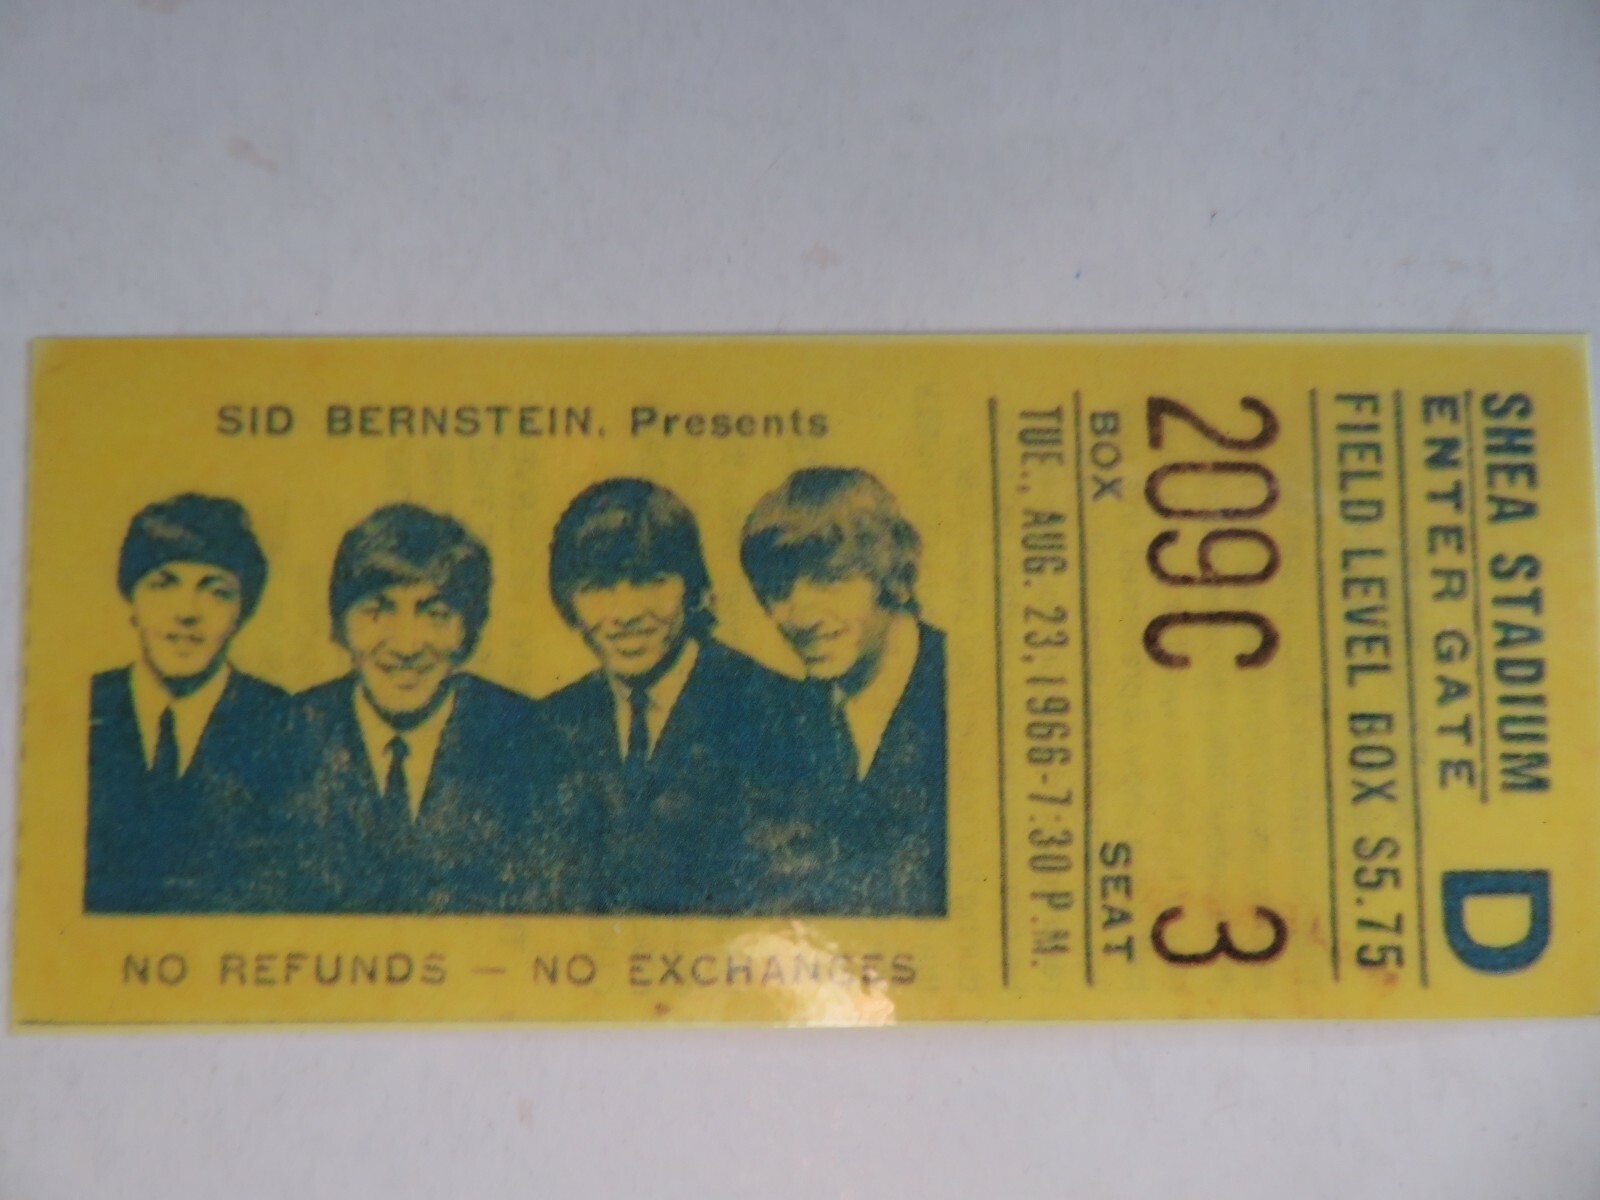 SID BERNSTEIN. Presents
NO REFUNDS — NO EXCHANGES
SHEA STADIUM
ENTER GATE D
FIELD LEVEL BOX $5.75
209C 3
BOX SEAT
TUE., AUG. 23, 1966-7:30 P.M.